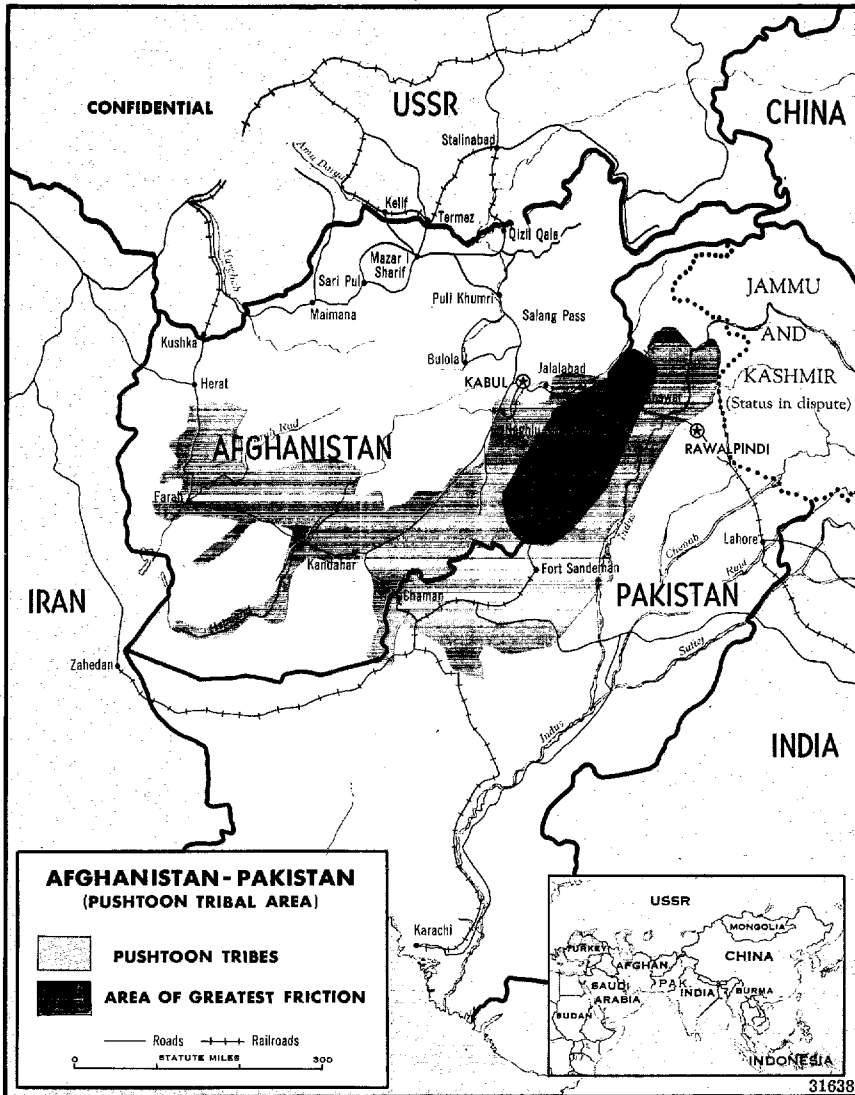 CONFIDENTIAL
USSR
CHINA
Stalinabad
Amu Darya
Kelif
Termez
Qizil Qala
Murghab
Mazar I
Sharif
Sari Pul
Maimana
Puli Khumri
Salang Pass
JAMMU
AND
KASHMIR
(Status in dispute)
Kushka
Bulola
Herat
KABUL
Jalalabad
RAWALPINDI
AFGHANISTAN
Farah
Indus
Chenab
Ravi
Lahore
Kandahar
Fort Sandeman
IRAN
Chaman
PAKISTAN
Zahedan
Sutlej
Indus
INDIA
AFGHANISTAN-PAKISTAN
(PUSHTOON TRIBAL AREA)
PUSHTOON TRIBES
AREA OF GREATEST FRICTION
Roads Railroads
STATUTE MILES
0 300
Karachi
USSR
MONGOLIA
TURKEY
CHINA
AFGHAN.
SAUDI
ARABIA
PAK
INDIA
BURMA
SUDAN
INDONESIA
31638